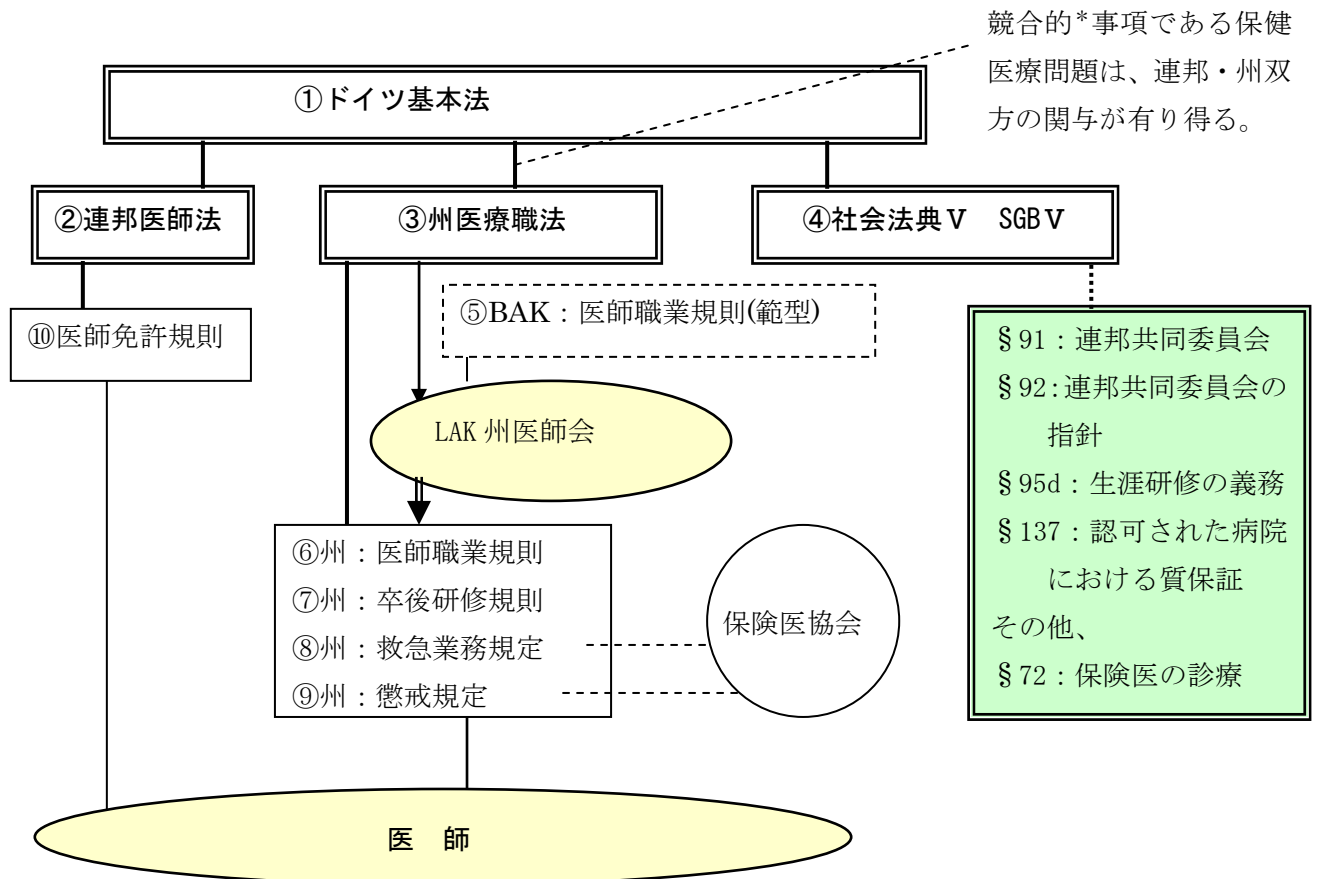 競合的*事項である保健
医療問題は、連邦・州双
方の関与が有り得る。
①ドイツ基本法
②連邦医師法
③州医療職法
④社会法典Ⅴ SGBⅤ
⑤BAK：医師職業規則(範型)
⑩医師免許規則
LAK 州医師会
§91：連邦共同委員会
§92：連邦共同委員会の
指針
§95d：生涯研修の義務
§137：認可された病院
における質保証
その他、
§72：保険医の診療
⑥州：医師職業規則
⑦州：卒後研修規則
⑧州：救急業務規定
⑨州：懲戒規定
保険医協会
医 師